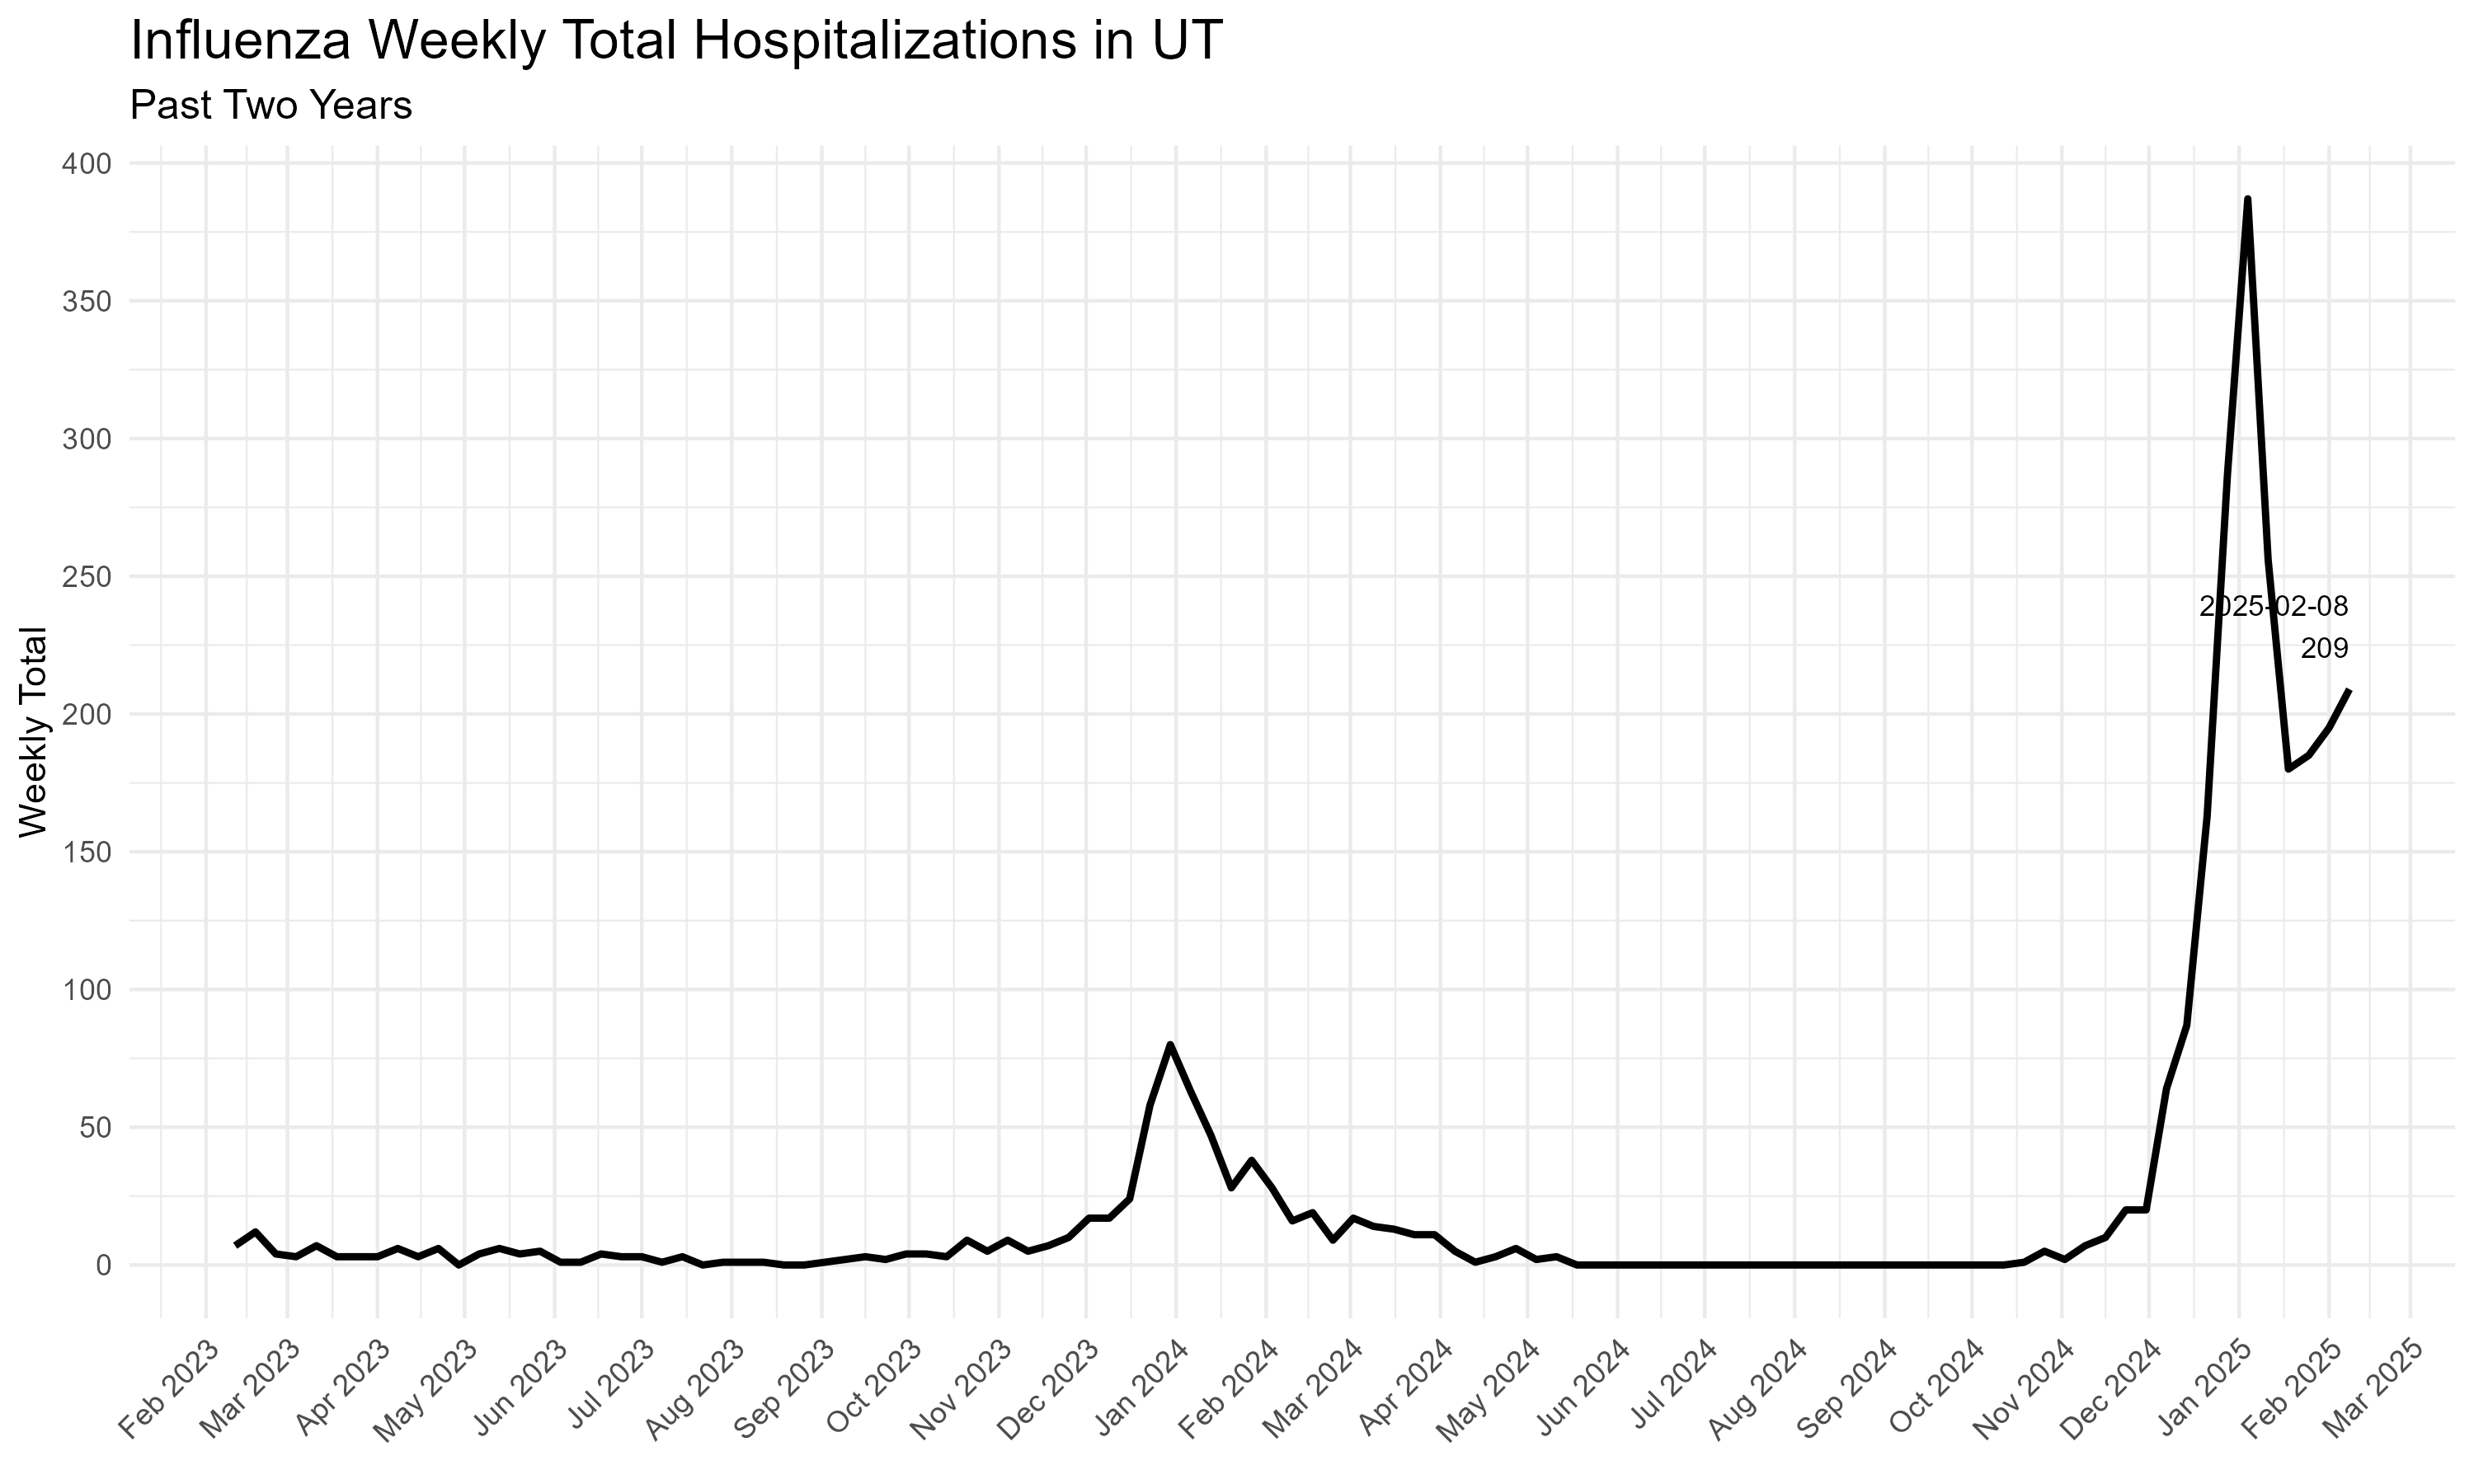 Influenza Weekly Total Hospitalizations in UT
Past Two Years
Weekly Total
400
350
300
250
200
150
100
50
0
2025-02-08
209
Feb 2023
Mar 2023
Apr 2023
May 2023
Jun 2023
Jul 2023
Aug 2023
Sep 2023
Oct 2023
Nov 2023
Dec 2023
Jan 2024
Feb 2024
Mar 2024
Apr 2024
May 2024
Jun 2024
Jul 2024
Aug 2024
Sep 2024
Oct 2024
Nov 2024
Dec 2024
Jan 2025
Feb 2025
Mar 2025